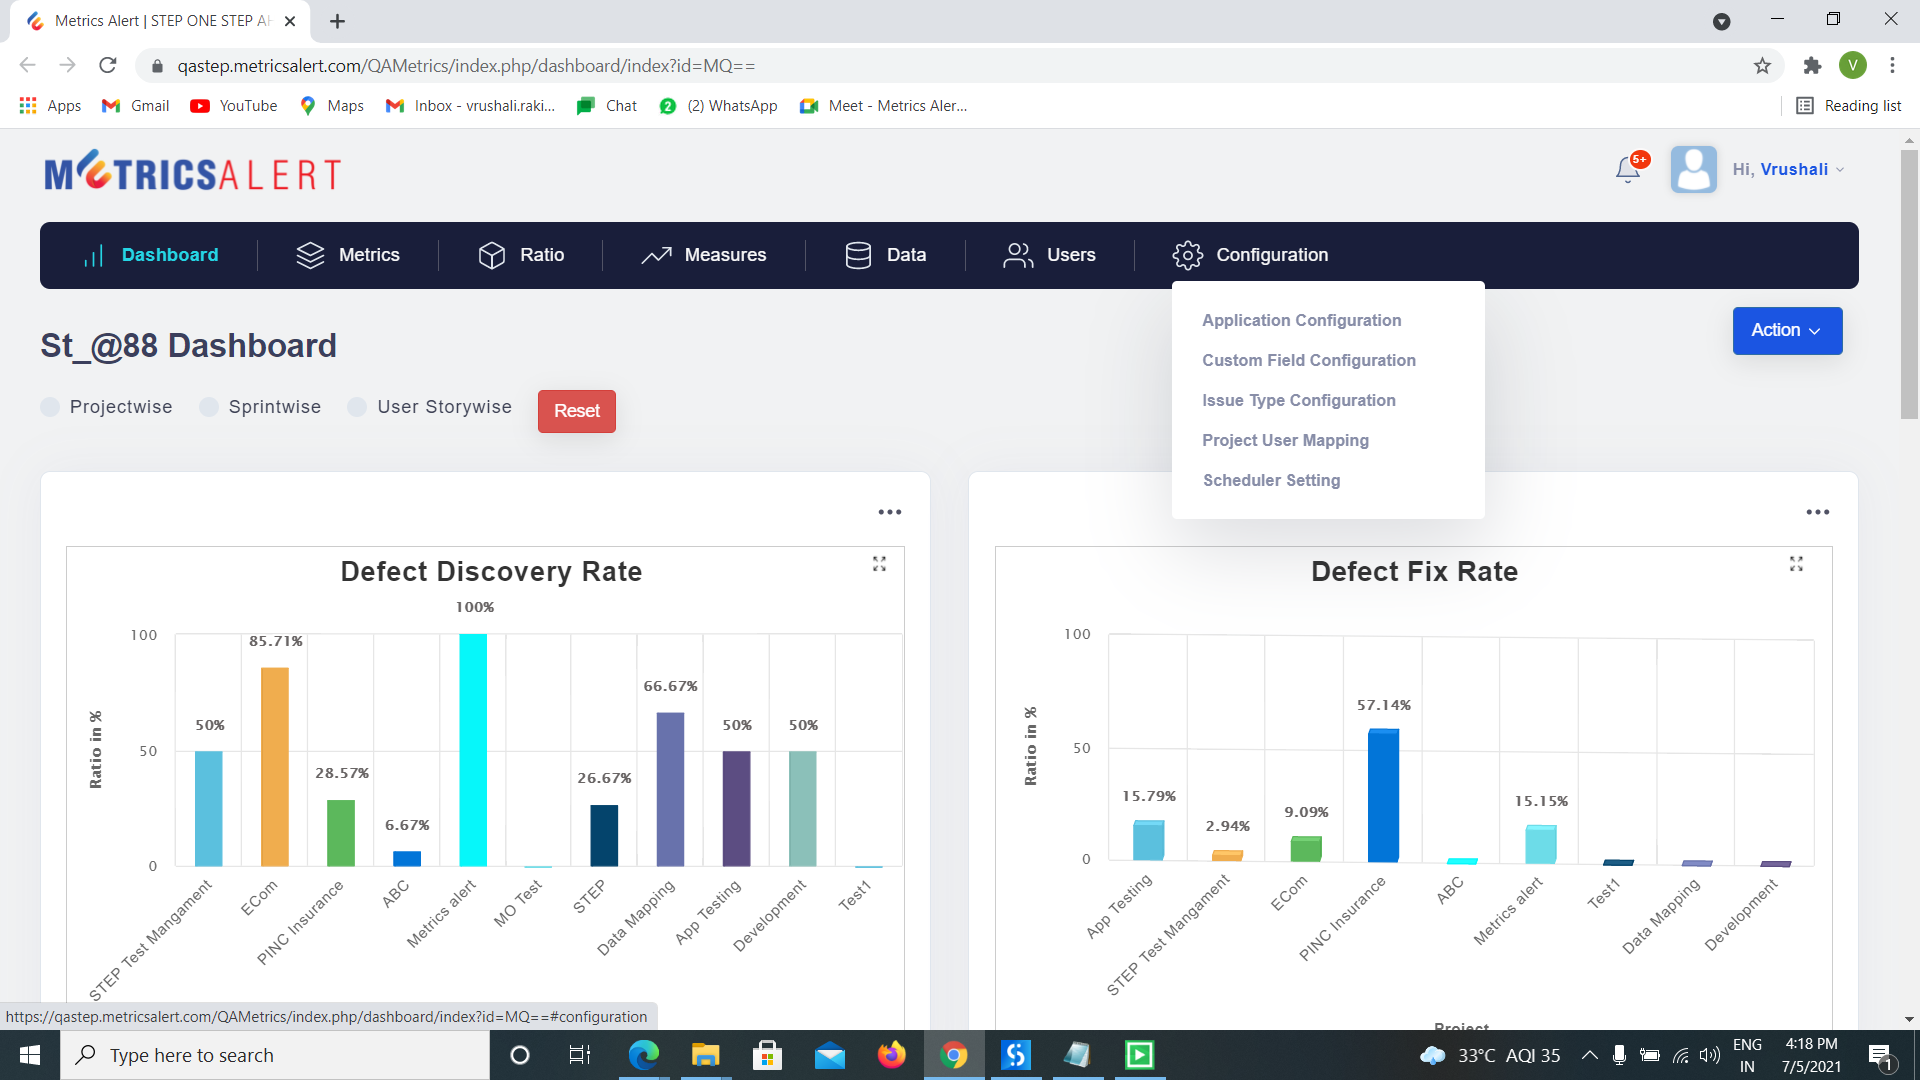 Metrics Alert | STEP ONE STEP AH
qastep.metricsalert.com/QAMetrics/index.php/dashboard/index?id=MQ==
V
Apps
Gmail
YouTube
Maps
Inbox - vrushali.raki...
Chat
2
(2) WhatsApp
Meet - Metrics Aler...
Reading list
METRICSALERT
5+
Hi, Vrushali
Dashboard
Metrics
Ratio
Measures
Data
Users
Configuration
Application Configuration
Custom Field Configuration
Issue Type Configuration
Project User Mapping
Scheduler Setting
Action
St_@88 Dashboard
Projectwise
Sprintwise
User Storywise
Reset
Defect Discovery Rate
Ratio in %
100
50
0
50%
85.71%
28.57%
6.67%
100%
26.67%
66.67%
50%
50%
STEP Test Mangament
ECom
PINC Insurance
ABC
Metrics alert
MO Test
STEP
Data Mapping
App Testing
Development
Test1
Defect Fix Rate
Ratio in %
100
50
0
15.79%
2.94%
9.09%
57.14%
15.15%
App Testing
STEP Test Mangament
ECom
PINC Insurance
ABC
Metrics alert
Test1
Data Mapping
Development
Project
https://qastep.metricsalert.com/QAMetrics/index.php/dashboard/index?id=MQ==#configuration
Type here to search
33°C AQI 35
ENG
IN
4:18 PM
7/5/2021
1